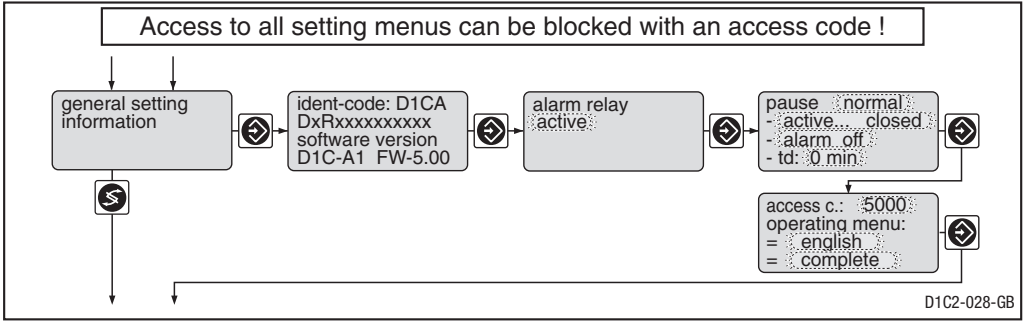 Access to all setting menus can be blocked with an access code !
general setting
information
ident-code: D1CA
DxRxxxxxxxxxx
software version
D1C-A1 FW-5.00
alarm relay
active
pause normal
- active... closed
- alarm off
- td: 0 min
access c.: 5000
operating menu:
= english
= complete
D1C2-028-GB